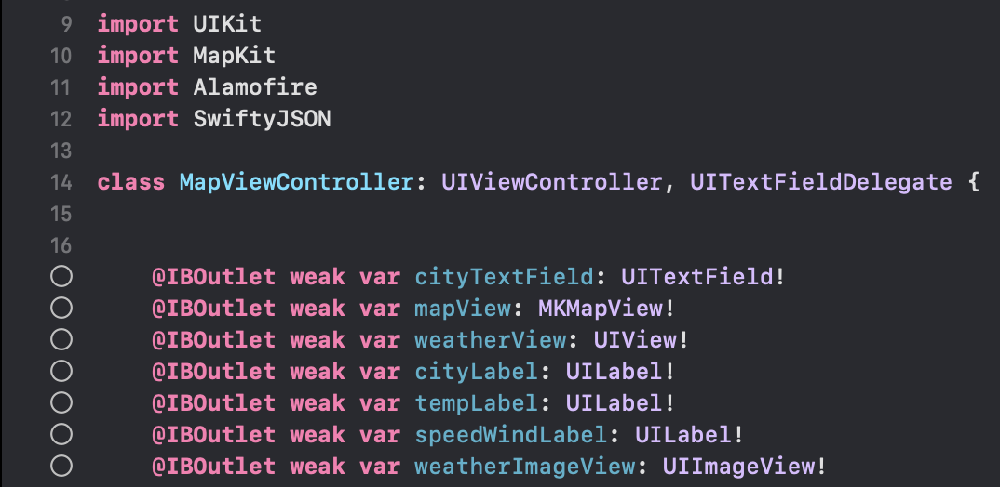 9 import UIKit
10 import MapKit
11 import Alamofire
12 import SwiftyJSON
13
14 class MapViewController: UIViewController, UITextFieldDelegate {
15
16
@IBOutlet weak var cityTextField: UITextField!
@IBOutlet weak var mapView: MKMapView!
@IBOutlet weak var weatherView: UIView!
@IBOutlet weak var cityLabel: UILabel!
@IBOutlet weak var tempLabel: UILabel!
@IBOutlet weak var speedWindLabel: UILabel!
@IBOutlet weak var weatherImageView: UIImageView!